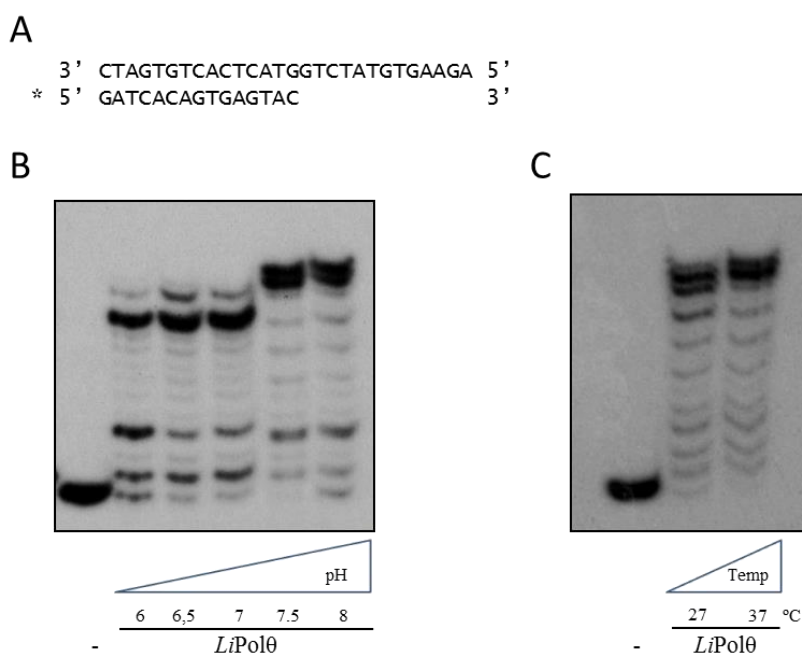 A
3’ CTAGTGTCACTCATGGTCTATGTGAAGA 5’
* 5’ GATCACAGTGAGTAC 3’
B
pH
6 6,5 7 7.5 8
- LiPolθ
C
Temp
27 37 ºC
- LiPolθ